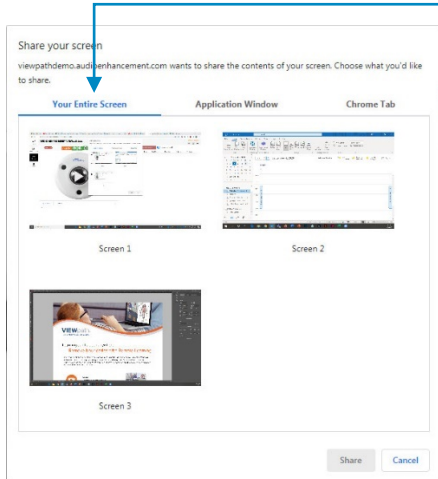 Share your screen
viewpathdemo.audioenhancement.com wants to share the contents of your screen. Choose what you'd like
to share.
Your Entire Screen Application Window Chrome Tab
Screen 1 Screen 2
VIEWpath
Screen 3
Share Cancel